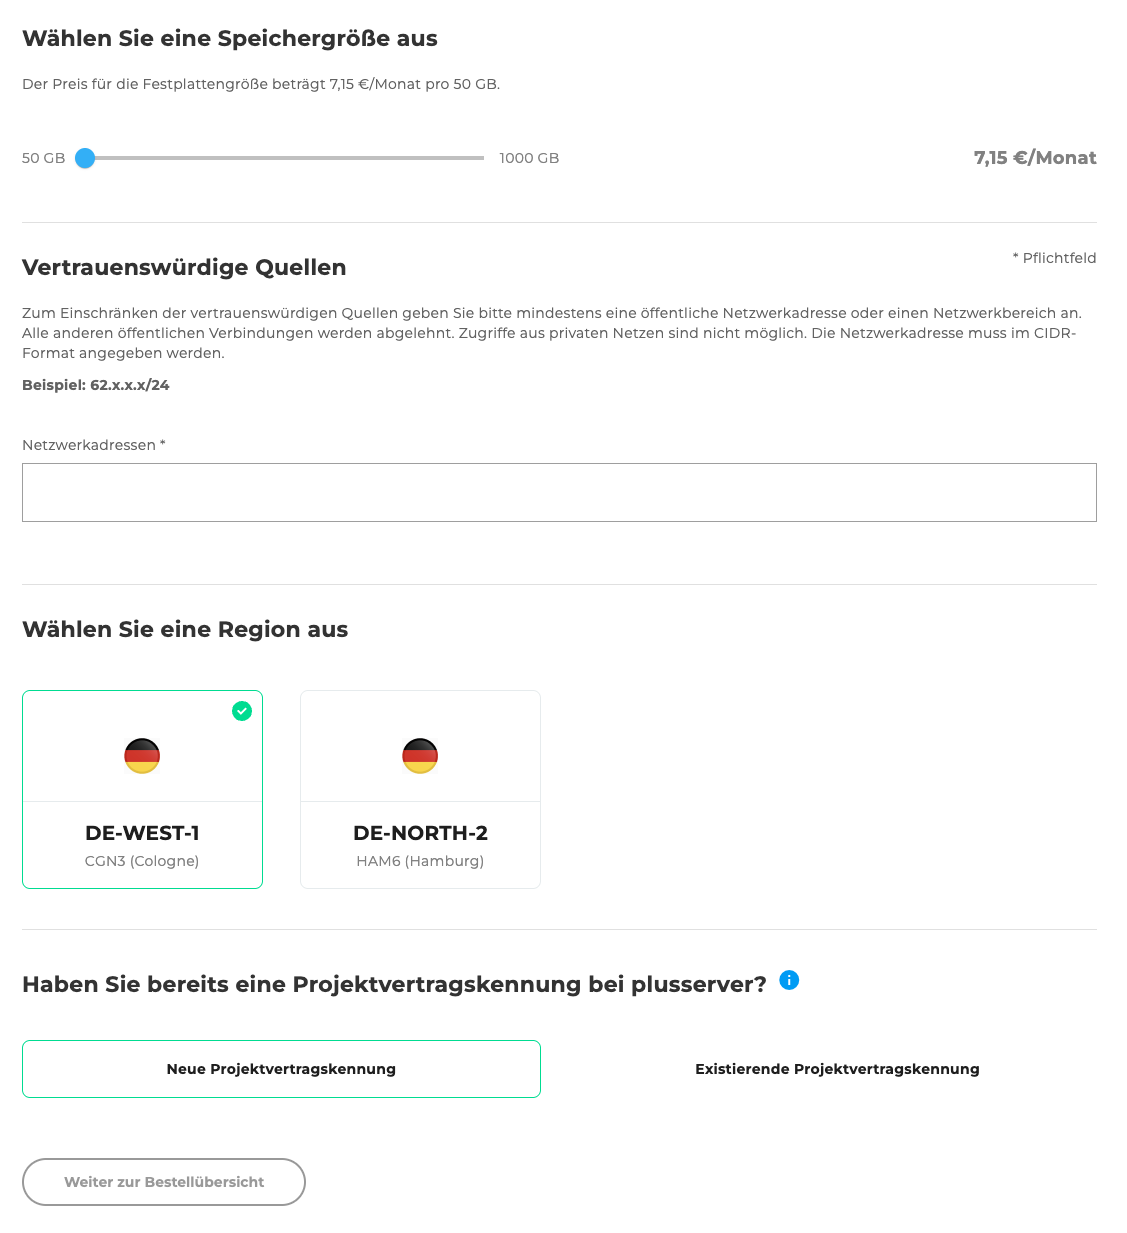 Wählen Sie eine Speichergröße aus
Der Preis für die Festplattengröße beträgt 7,15 €/Monat pro 50 GB.
50 GB
1000 GB
7,15 €/Monat
Vertrauenswürdige Quellen
* Pflichtfeld
Zum Einschränken der vertrauenswürdigen Quellen geben Sie bitte mindestens eine öffentliche Netzwerkadresse oder einen Netzwerkbereich an.
Alle anderen öffentlichen Verbindungen werden abgelehnt. Zugriffe aus privaten Netzen sind nicht möglich. Die Netzwerkadresse muss im CIDR-
Format angegeben werden.
Beispiel: 62.x.x.x/24
Netzwerkadressen *
Wählen Sie eine Region aus
DE-WEST-1
CGN3 (Cologne)
DE-NORTH-2
HAM6 (Hamburg)
Haben Sie bereits eine Projektvertragskennung bei plusserver?
Neue Projektvertragskennung
Existierende Projektvertragskennung
Weiter zur Bestellübersicht